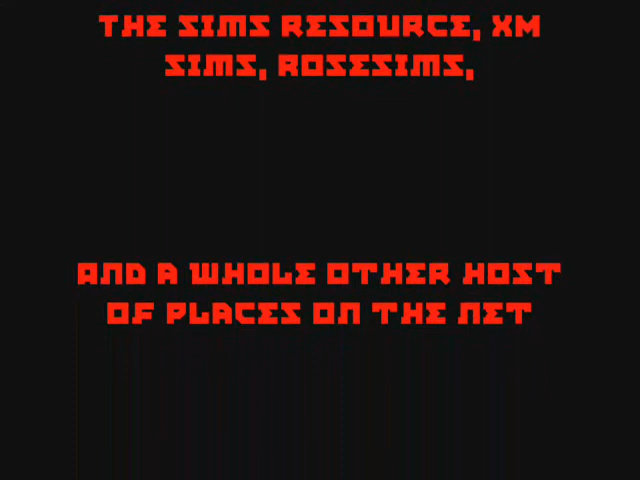 THE SIMS RESOURCE, XM
SIMS, ROSESIMS,
AND A WHOLE OTHER HOST
OF PLACES ON THE NET